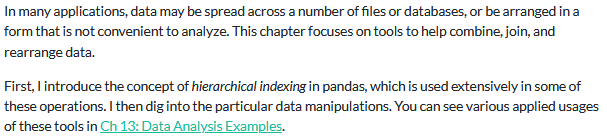 In many applications, data may be spread across a number of files or databases, or be arranged in a
form that is not convenient to analyze. This chapter focuses on tools to help combine, join, and
rearrange data.
First, I introduce the concept of hierarchical indexing in pandas, which is used extensively in some of
these operations. I then dig into the particular data manipulations. You can see various applied usages
of these tools in Ch 13: Data Analysis Examples.